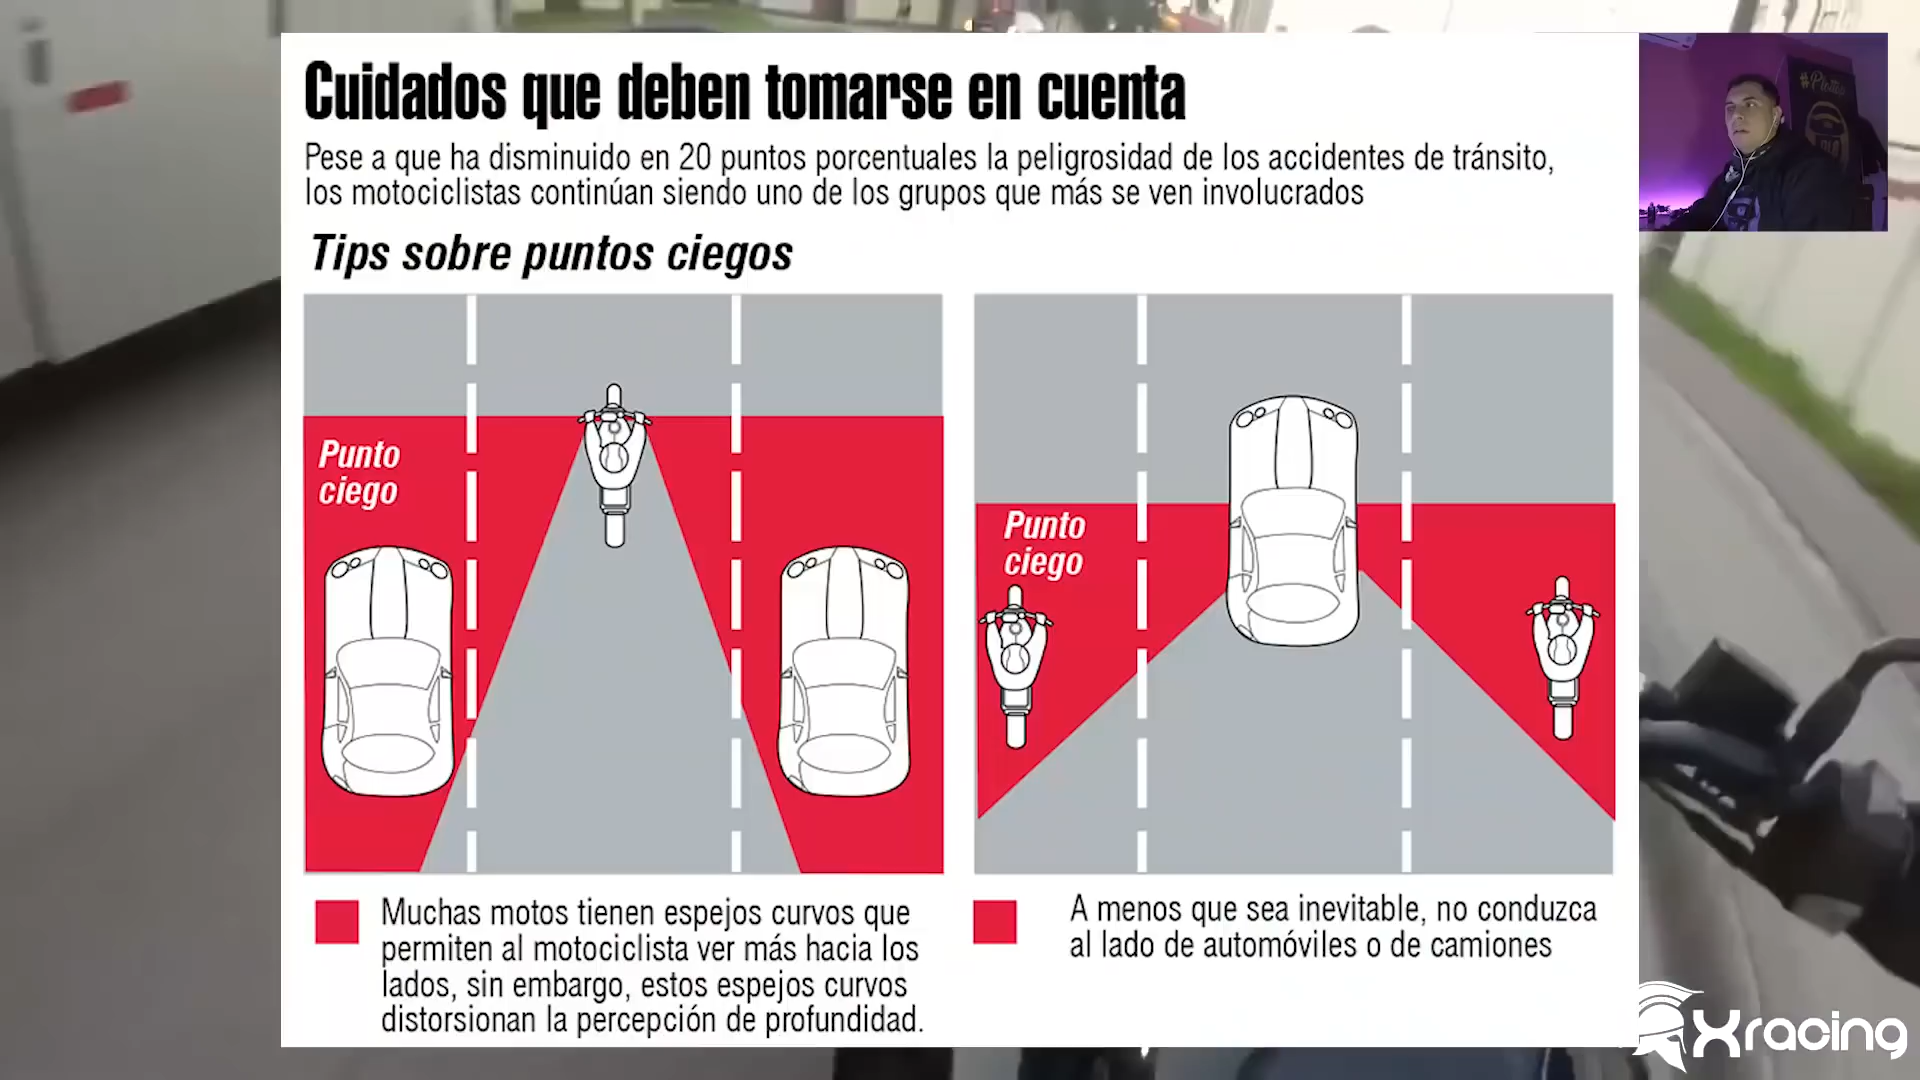 Cuidados que deben tomarse en cuenta
Pese a que ha disminuido en 20 puntos porcentuales la peligrosidad de los accidentes de tránsito,
los motociclistas continúan siendo uno de los grupos que más se ven involucrados
Tips sobre puntos ciegos
Punto
ciego
Punto
ciego
Muchas motos tienen espejos curvos que
permiten al motociclista ver más hacia los
lados, sin embargo, estos espejos curvos
distorsionan la percepción de profundidad.
A menos que sea inevitable, no conduzca
al lado de automóviles o de camiones
Xracing